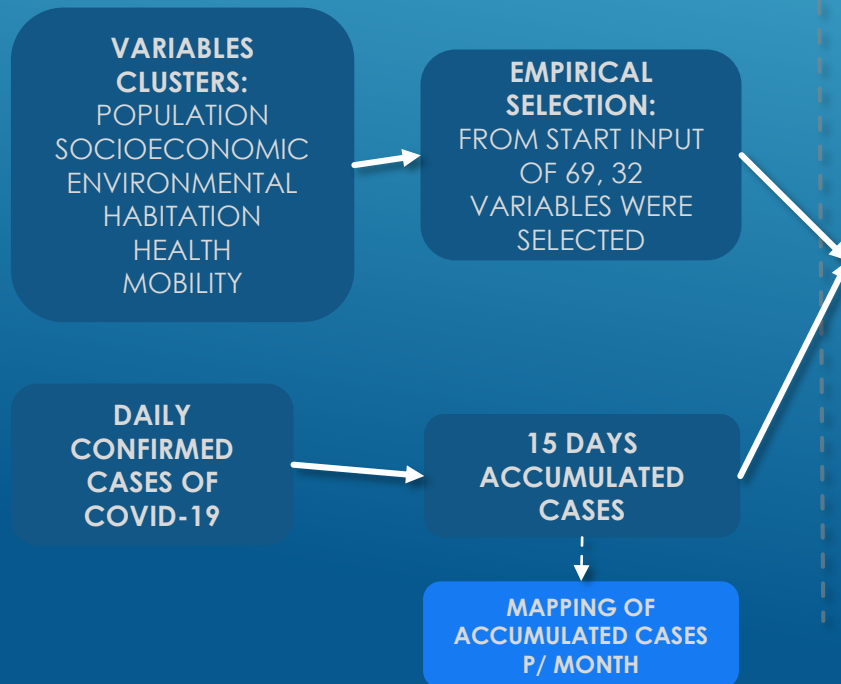 VARIABLES
CLUSTERS:
POPULATION
SOCIOECONOMIC
ENVIRONMENTAL
HABITATION
HEALTH
MOBILITY
EMPIRICAL
SELECTION:
FROM START INPUT
OF 69, 32
VARIABLES WERE
SELECTED
DAILY
CONFIRMED
CASES OF
COVID-19
15 DAYS
ACCUMULATED
CASES
MAPPING OF
ACCUMULATED CASES
P/ MONTH